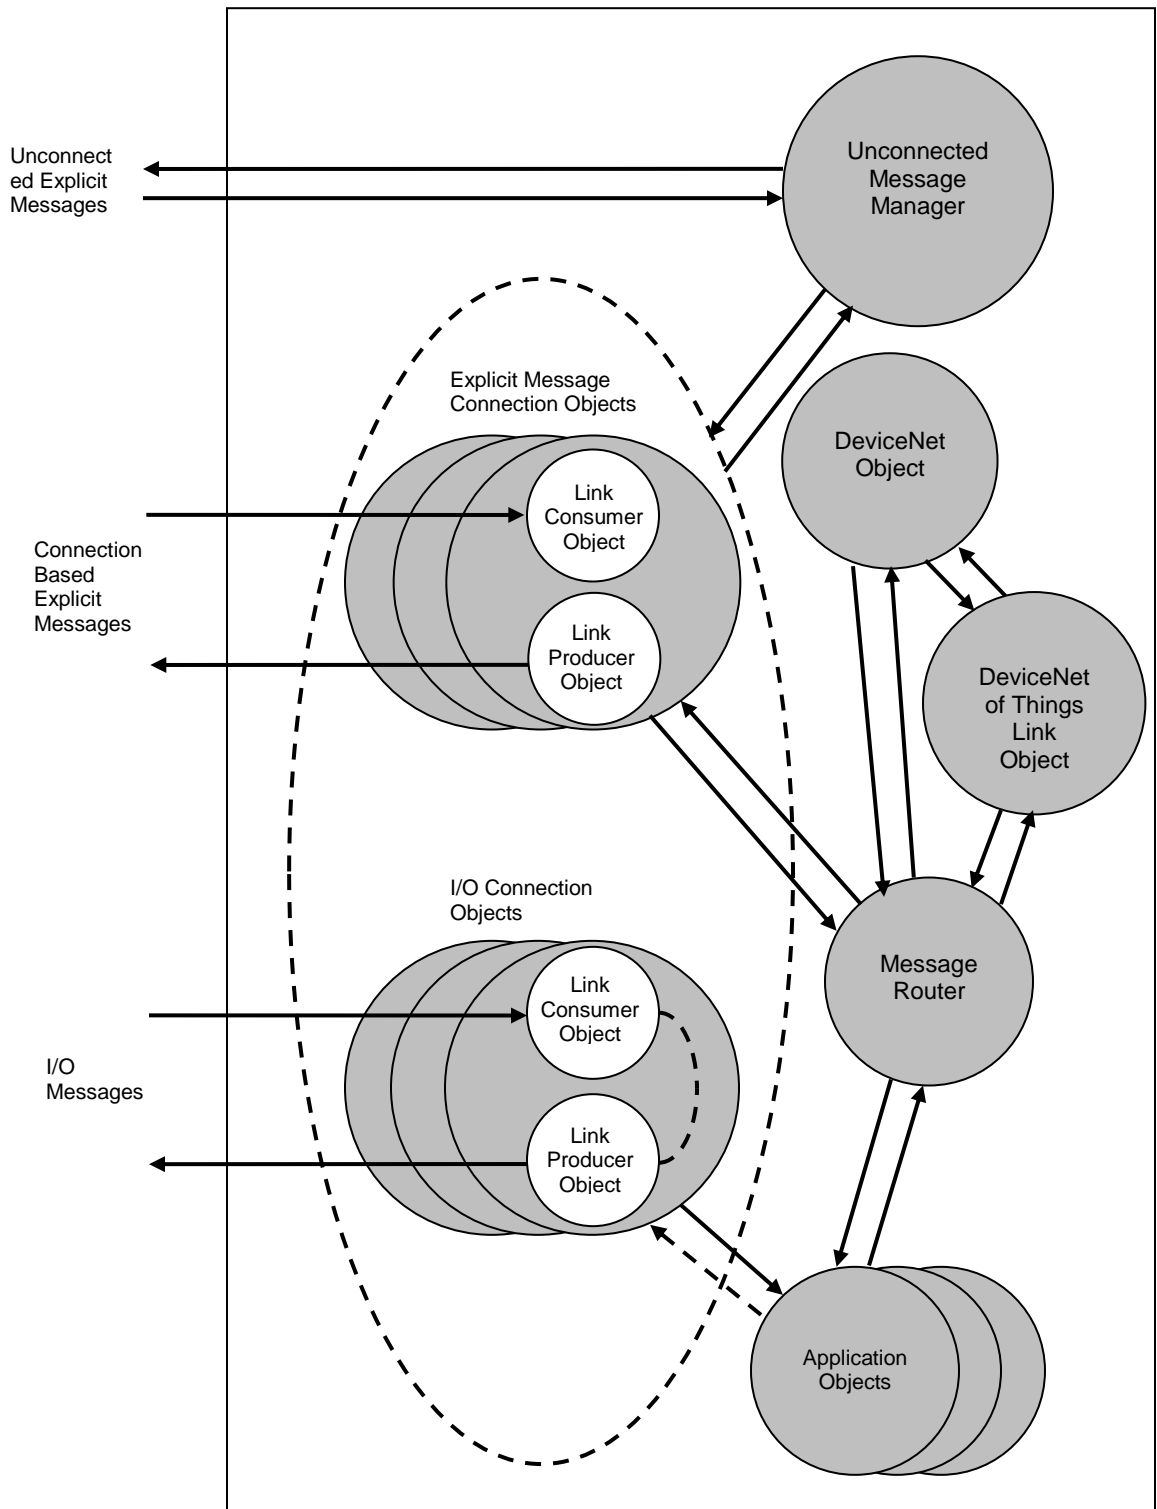 Unconnect
ed Explicit
Messages
Unconnected
Message
Manager
Explicit Message
Connection Objects
DeviceNet
Object
Link
Consumer
Object
Connection
Based
Explicit
Messages
Link
Producer
Object
DeviceNet
of Things
Link
Object
I/O Connection
Objects
Message
Router
Link
Consumer
Object
I/O
Messages
Link
Producer
Object
Application
Objects